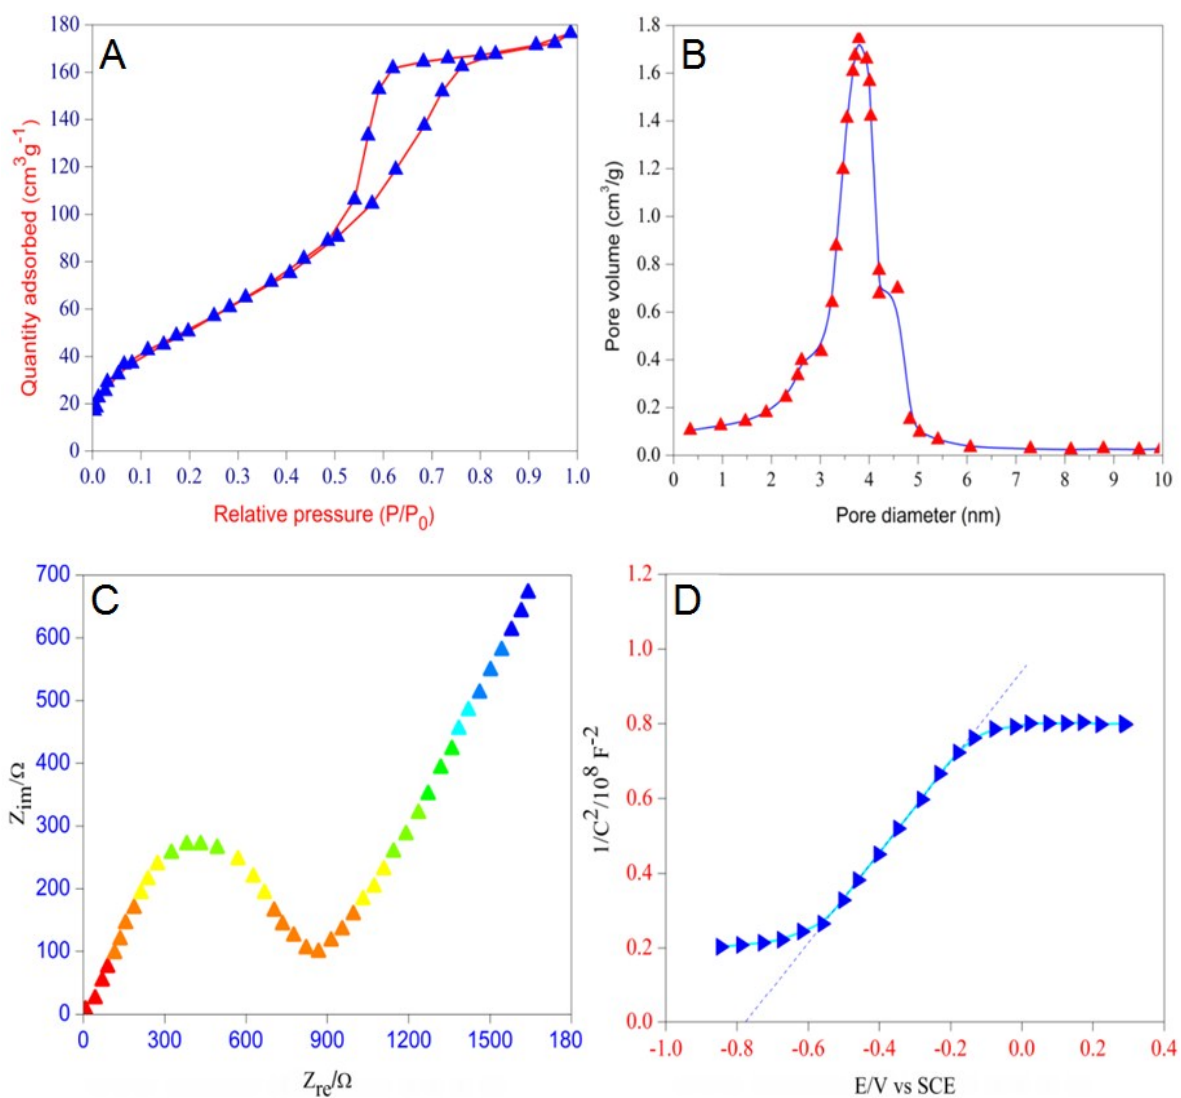 A
180
160
140
120
100
80
60
40
20
0
Quantity adsorbed (cm³g⁻¹)
0.0 0.1 0.2 0.3 0.4 0.5 0.6 0.7 0.8 0.9 1.0
Relative pressure (P/P₀)
B
1.8
1.6
1.4
1.2
1.0
0.8
0.6
0.4
0.2
0.0
Pore volume (cm³/g)
0 1 2 3 4 5 6 7 8 9 10
Pore diameter (nm)
C
700
600
500
400
300
200
100
0
Zim/Ω
0 300 600 900 1200 1500 180
Zre/Ω
D
1.2
1.0
0.8
0.6
0.4
0.2
0.0
1/C²/10⁸ F⁻²
-1.0 -0.8 -0.6 -0.4 -0.2 0.0 0.2 0.4
E/V vs SCE